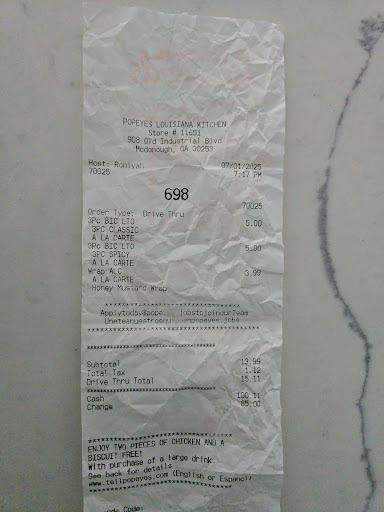 POPEYES LOUISIANA KITCHEN
Store # 11651
908 Old Industrial Blvd
Mcdonough, GA 30253
Host: Roniyah 07/01/2025
70025 7:17 PM
698
70025
Order Type: Drive Thru
3Pc BIC LTO 5.00
3PC CLASSIC
A LA CARTE
3Pc BIC LTO 5.00
3PC SPICY
A LA CARTE
Wrap ALC 3.99
Honey Mustard Wrap
Subtotal 13.99
Total Tax 1.12
Drive Thru Total 15.11
Cash 100.11
Change 85.00
ENJOY TWO PIECES OF CHICKEN AND A
BISCUIT FREE!
With purchase of a large drink.
See back for details
www.tellpopeyes.com (English or Espanol)
Code: